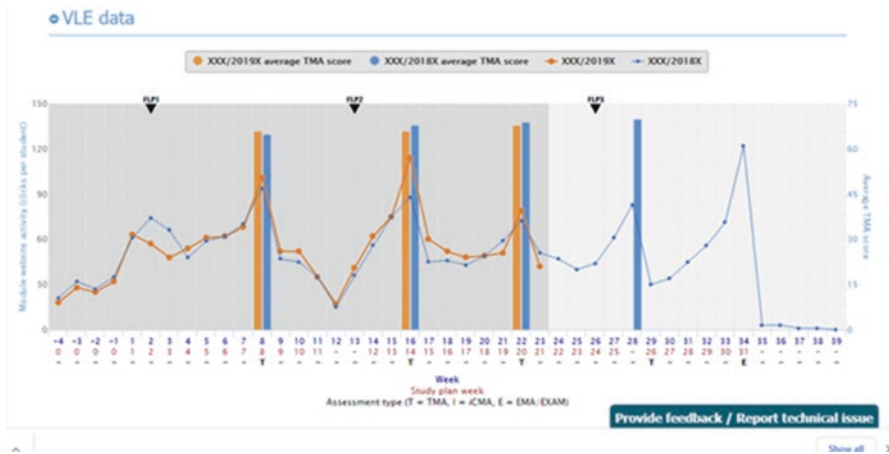 VLE data
XXX/2019X average TMA score XXX/2018X average TMA score XXX/2019X XXX/2018X
FLP1 FLP2 FLP3
150 75
120 60
90 45
60 30
30 15
0 0
Module website activity (clicks per student)
Average TMA score
-4 -3 -2 -1 1 2 3 4 5 6 7 8 9 10 11 12 13 14 15 16 17 18 19 20 21 22 23 24 25 26 27 28 29 30 31 32 33 34 35 36 37 38 39
0 0 0 0 1 2 3 4 5 6 7 8 9 10 11 - - 12 13 14 15 16 17 18 19 20 21 22 23 24 25 - 26 27 28 29 30 31 - - - - -
- - - - - - - - - - - T - - - - - - - T - - - - - T - - - - - - T - - - - E - - - - -
Week
Study plan week
Assessment type (T = TMA, I = iCMA, E = EMA/EXAM)
Provide feedback / Report technical issue
Show all X